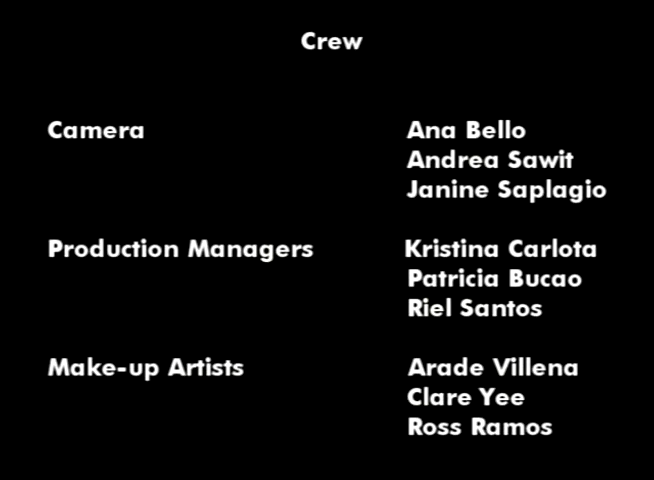 Crew
Camera Ana Bello
Andrea Sawit
Janine Saplagio
Production Managers Kristina Carlota
Patricia Bucao
Riel Santos
Make-up Artists Arade Villena
Clare Yee
Ross Ramos